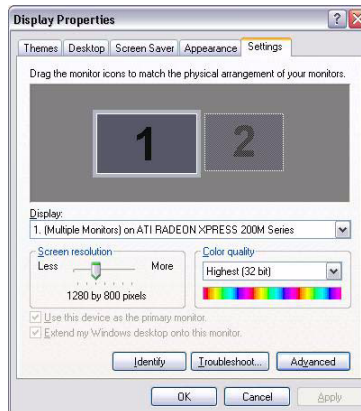 Display Properties
Themes Desktop Screen Saver Appearance Settings
Drag the monitor icons to match the physical arrangement of your monitors.
1 2
Display:
1. (Multiple Monitors) on ATI RADEON XPRESS 200M Series
Screen resolution Color quality
Less More Highest (32 bit)
1280 by 800 pixels
Use this device as the primary monitor.
Extend my Windows desktop onto this monitor.
Identify Troubleshoot... Advanced
OK Cancel Apply